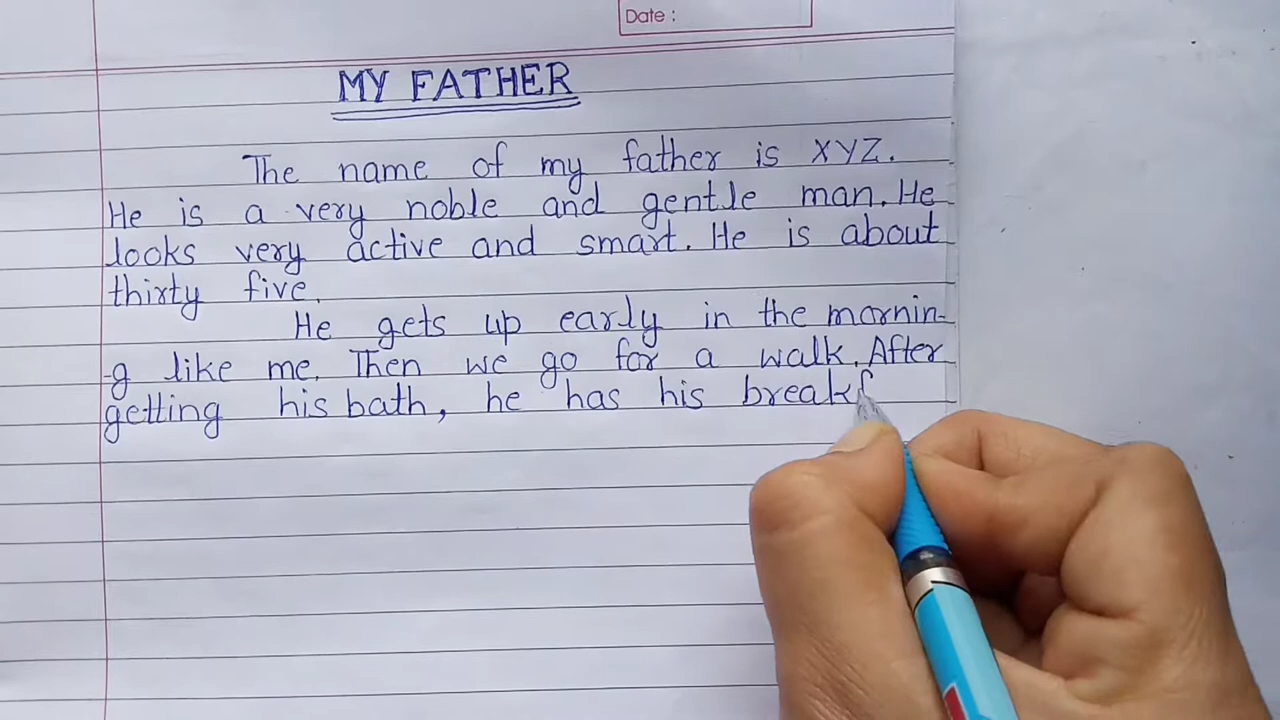 Date :
MY FATHER
The name of my father is XYZ.
He is a very noble and gentle man. He
looks very active and smart. He is about
thirty five.
He gets up early in the mornin-
-g like me. Then we go for a walk. After
getting his bath, he has his breakf